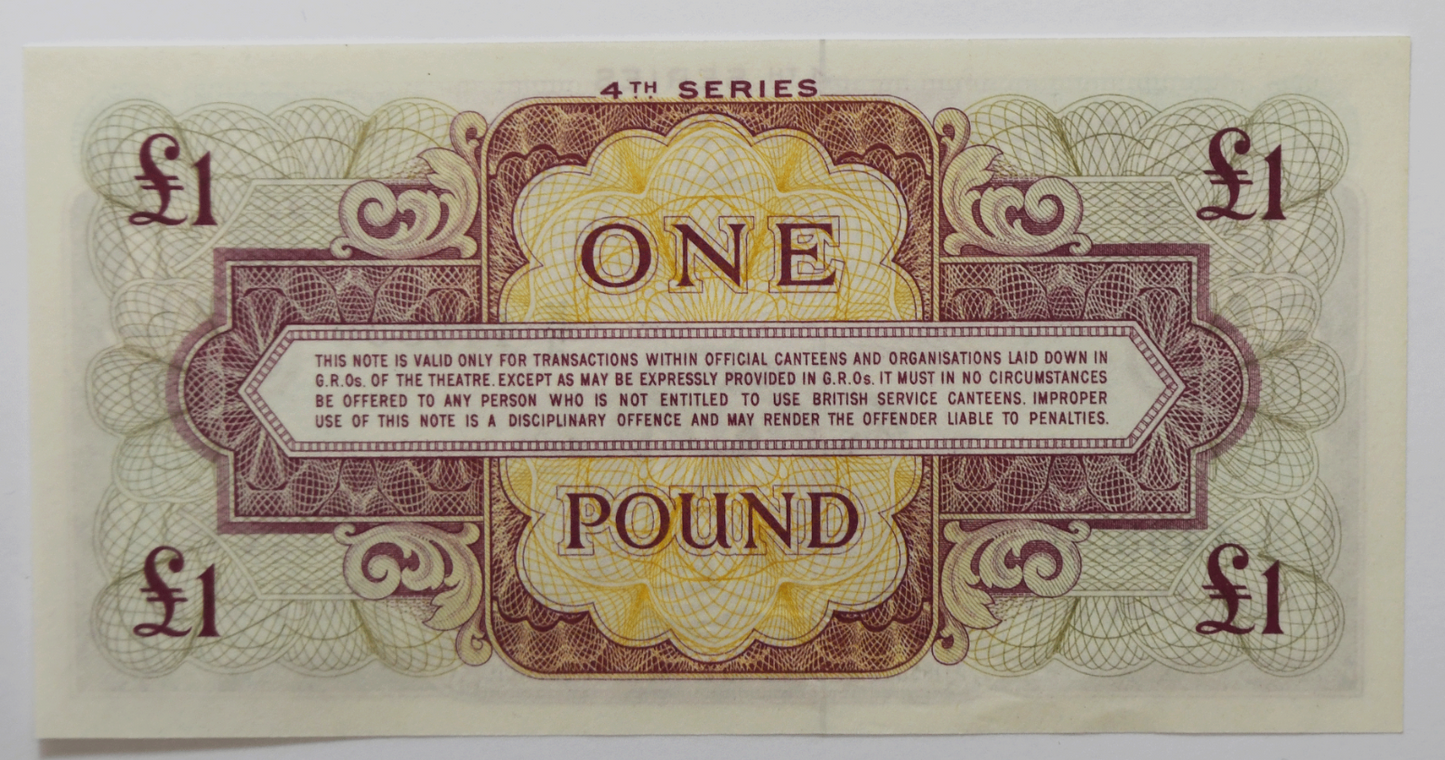 4TH SERIES
£1 £1
ONE
THIS NOTE IS VALID ONLY FOR TRANSACTIONS WITHIN OFFICIAL CANTEENS AND ORGANISATIONS LAID DOWN IN
G.R.Os. OF THE THEATRE. EXCEPT AS MAY BE EXPRESSLY PROVIDED IN G.R.Os. IT MUST IN NO CIRCUMSTANCES
BE OFFERED TO ANY PERSON WHO IS NOT ENTITLED TO USE BRITISH SERVICE CANTEENS. IMPROPER
USE OF THIS NOTE IS A DISCIPLINARY OFFENCE AND MAY RENDER THE OFFENDER LIABLE TO PENALTIES.
POUND
£1 £1